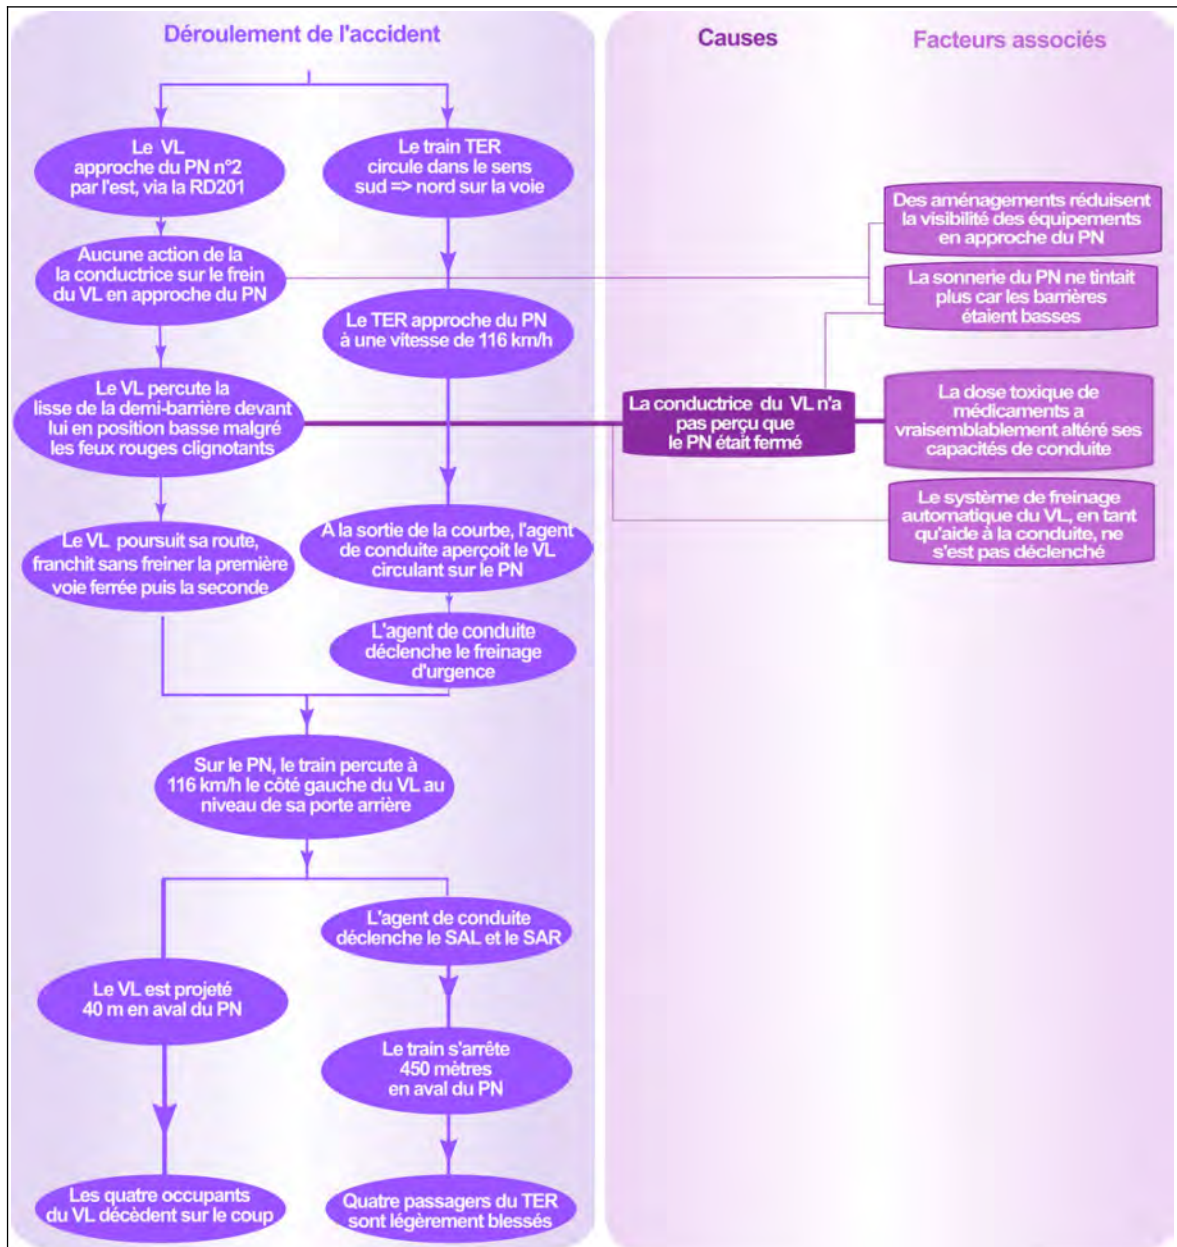 Déroulement de l'accident
Causes
Facteurs associés
Le VL
approche du PN n°2
par l'est, via la RD201
Le train TER
circule dans le sens
sud => nord sur la voie
Des aménagements réduisent
la visibilité des équipements
en approche du PN
Aucune action de la
la conductrice sur le frein
du VL en approche du PN
La sonnerie du PN ne tintait
plus car les barrières
étaient basses
Le TER approche du PN
à une vitesse de 116 km/h
Le VL percute la
lisse de la demi-barrière devant
lui en position basse malgré
les feux rouges clignotants
La conductrice du VL n'a
pas perçu que
le PN était fermé
La dose toxique de
médicaments a
vraisemblablement altéré ses
capacités de conduite
Le système de freinage
automatique du VL, en tant
qu'aide à la conduite, ne
s'est pas déclenché
Le VL poursuit sa route,
franchit sans freiner la première
voie ferrée puis la seconde
A la sortie de la courbe, l'agent
de conduite aperçoit le VL
circulant sur le PN
L'agent de conduite
déclenche le freinage
d'urgence
Sur le PN, le train percute à
116 km/h le côté gauche du VL au
niveau de sa porte arrière
L'agent de conduite
déclenche le SAL et le SAR
Le VL est projeté
40 m en aval du PN
Le train s'arrête
450 mètres
en aval du PN
Les quatre occupants
du VL décèdent sur le coup
Quatre passagers du TER
sont légèrement blessés